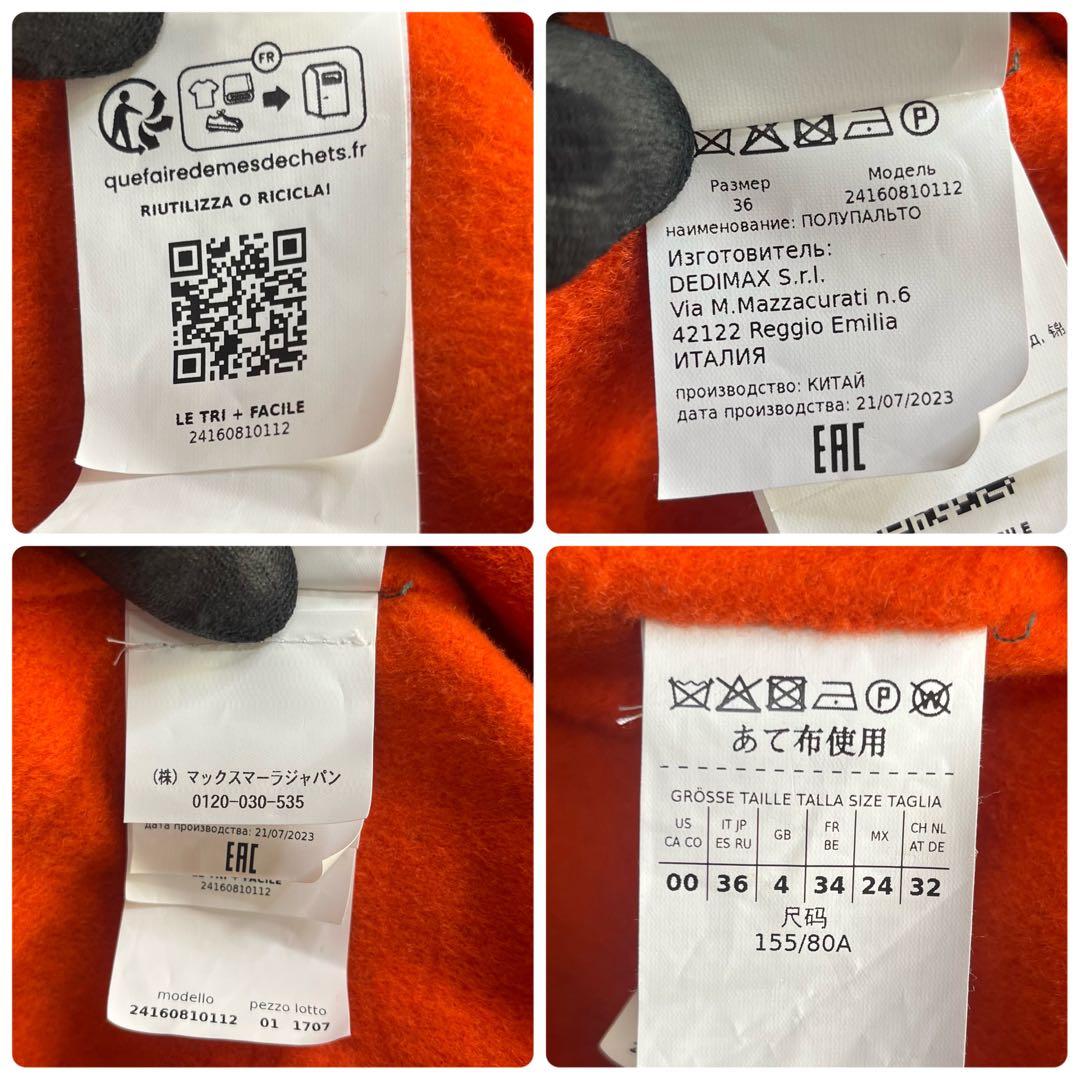 FR
quefairedemesdechets.fr
RIUTILIZZA O RICICLA!
LE TRI + FACILE
24160810112
P
Размер
36
Модель
24160810112
наименование: ПОЛУПАЛЬТО
Изготовитель:
DEDIMAX S.r.l.
Via M.Mazzacurati n.6
42122 Reggio Emilia
ИТАЛИЯ
производство: КИТАЙ
дата производства: 21/07/2023
EAC
Д, 锦
(株) マックスマーラジャパン
0120-030-535
дата производства: 21/07/2023
EAC
LE TRI + FACILE
24160810112
modello
24160810112
pezzo lotto
01 1707
P W
あて布使用
GRÖSSE TAILLE TALLA SIZE TAGLIA
US CA CO
IT JP ES RU
GB
FR BE
MX
CH NL AT DE
00 36 4 34 24 32
尺码
155/80A